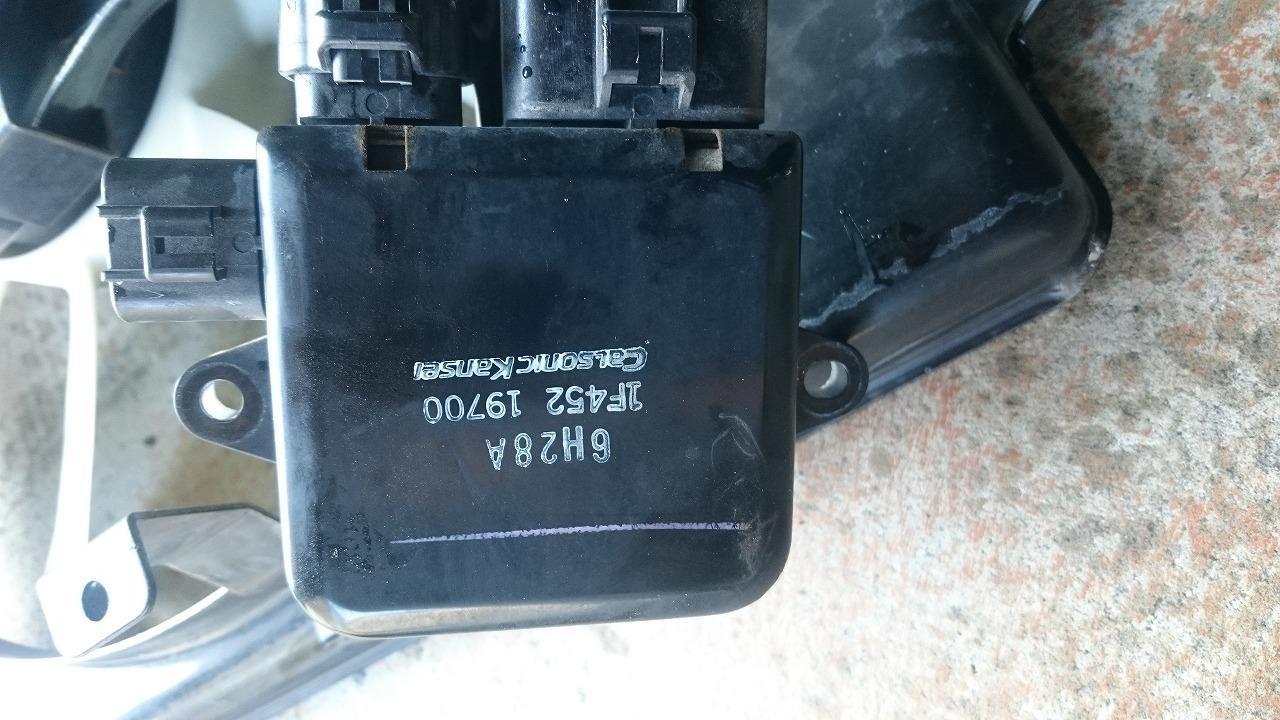 6H28A
1F452 19700
CALSONIC KANSEI